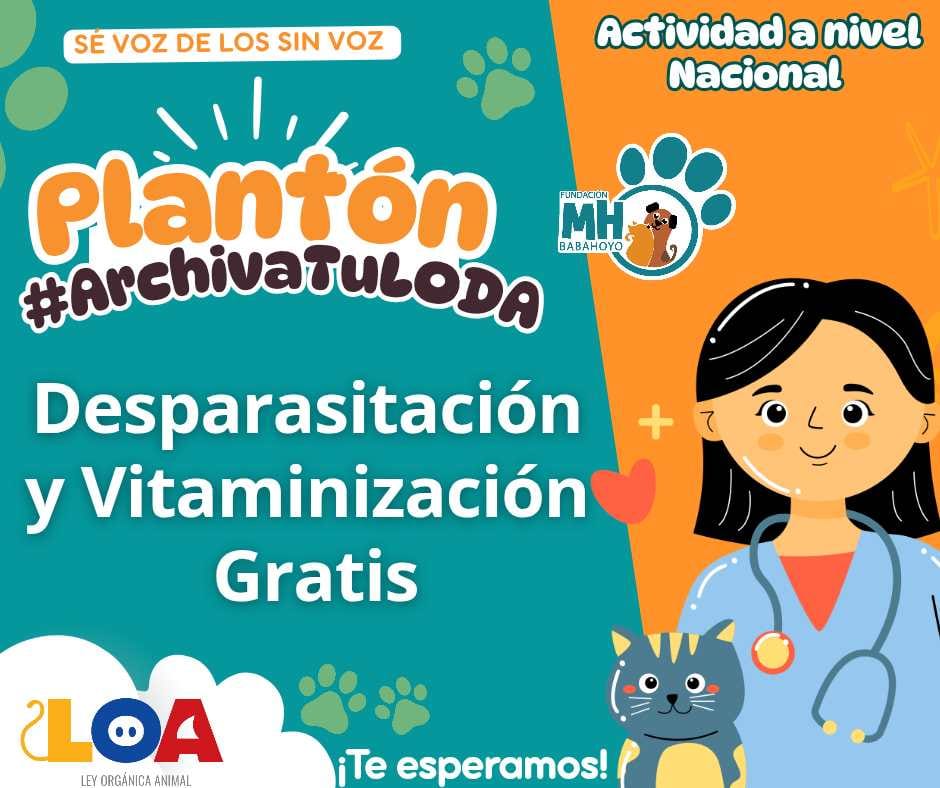 SÉ VOZ DE LOS SIN VOZ
Actividad a nivel
Nacional
Plantón
#ArchivaTuLODA
FUNDACIÓN
MH
BABAHOYO
Desparasitación
y Vitaminización
Gratis
LOA
LEY ORGÁNICA ANIMAL
¡Te esperamos!